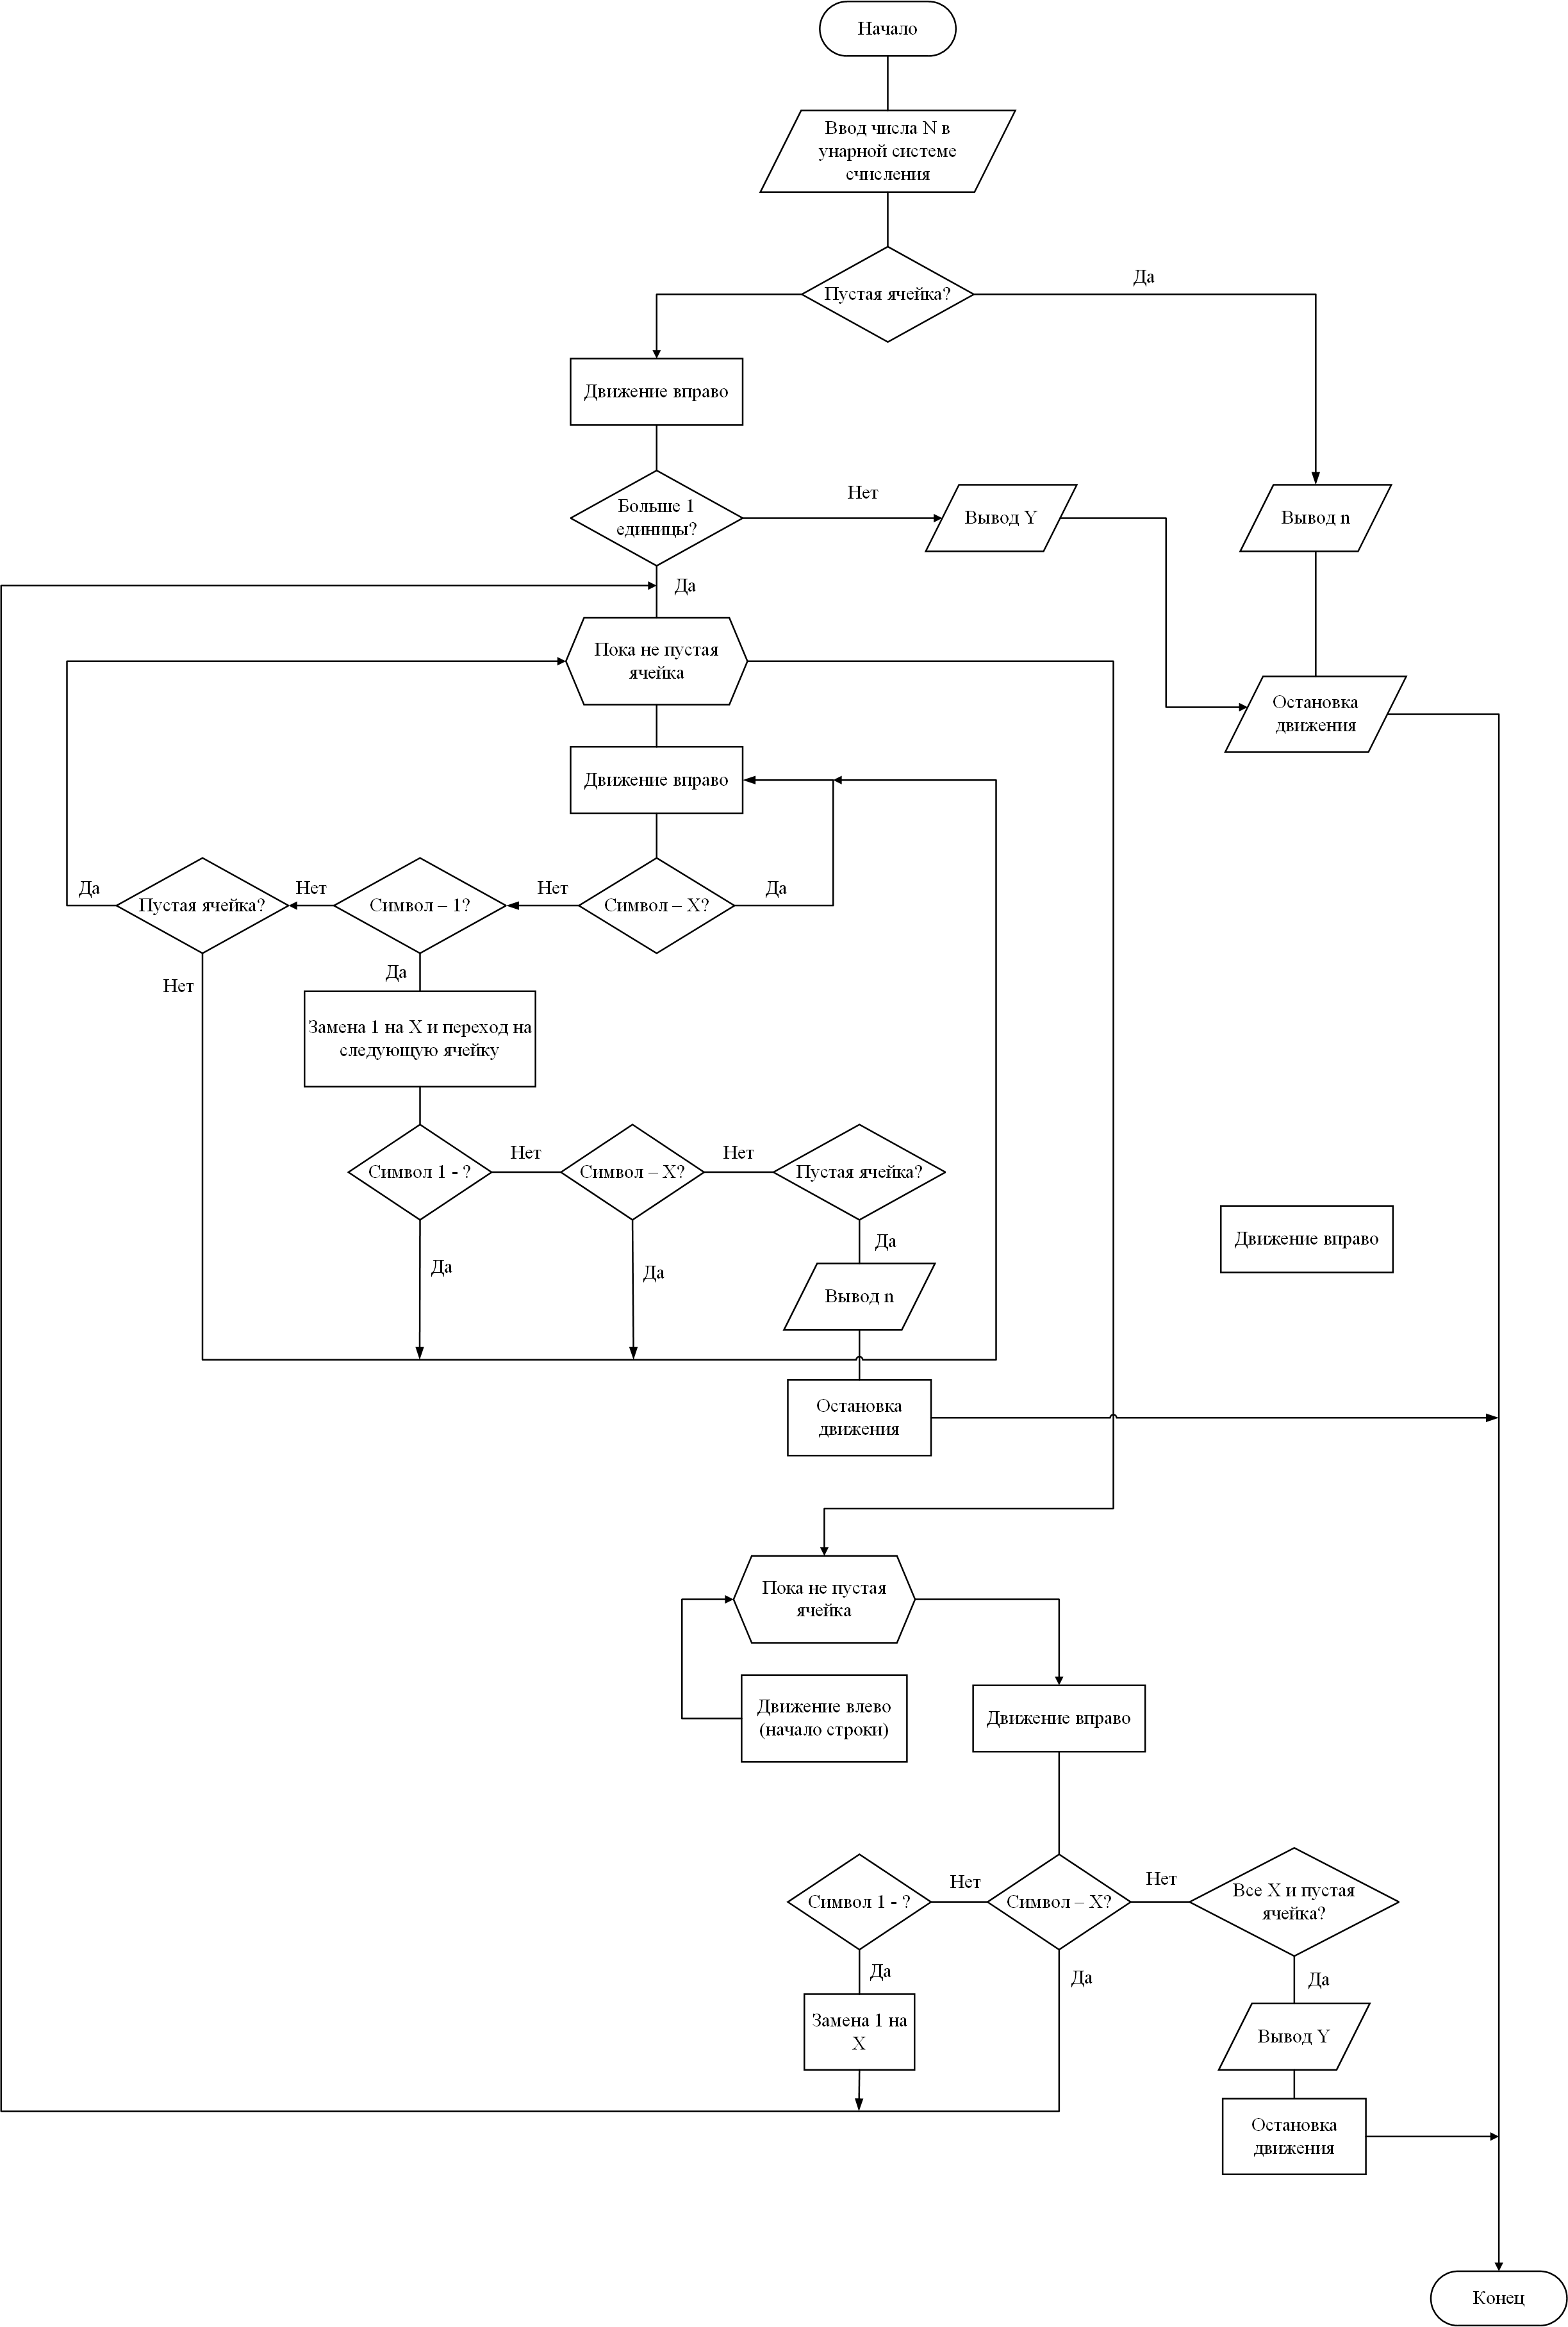 Начало
Ввод числа N в
унарной системе
счисления
Пустая ячейка?
Да
Движение вправо
Больше 1
единицы?
Нет
Вывод Y
Вывод n
Да
Пока не пустая
ячейка
Остановка
движения
Движение вправо
Да
Пустая ячейка?
Нет
Символ – 1?
Нет
Символ – X?
Да
Нет
Да
Замена 1 на X и переход на
следующую ячейку
Символ 1 - ?
Нет
Символ – X?
Нет
Пустая ячейка?
Да
Да
Да
Движение вправо
Вывод n
Остановка
движения
Пока не пустая
ячейка
Движение влево
(начало строки)
Движение вправо
Символ 1 - ?
Нет
Символ – X?
Нет
Все X и пустая
ячейка?
Да
Да
Да
Замена 1 на
X
Вывод Y
Остановка
движения
Конец